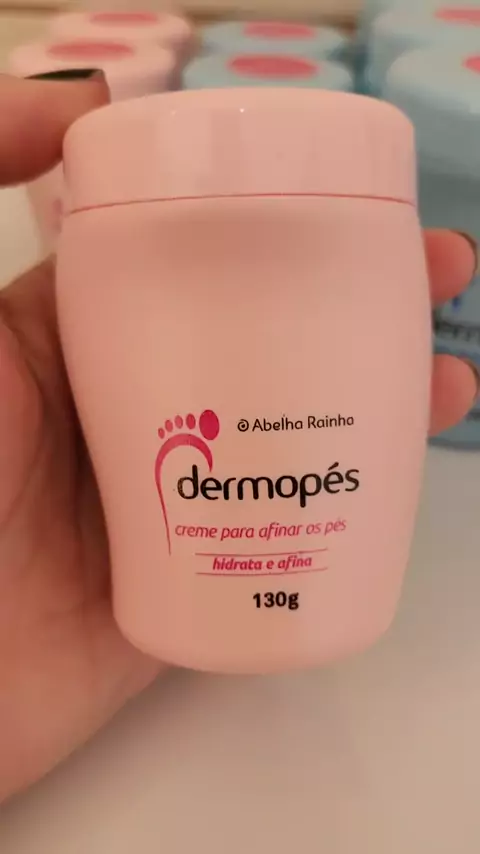 Abelha Rainha
dermopés
creme para afinar os pés
hidrata e afina
130g